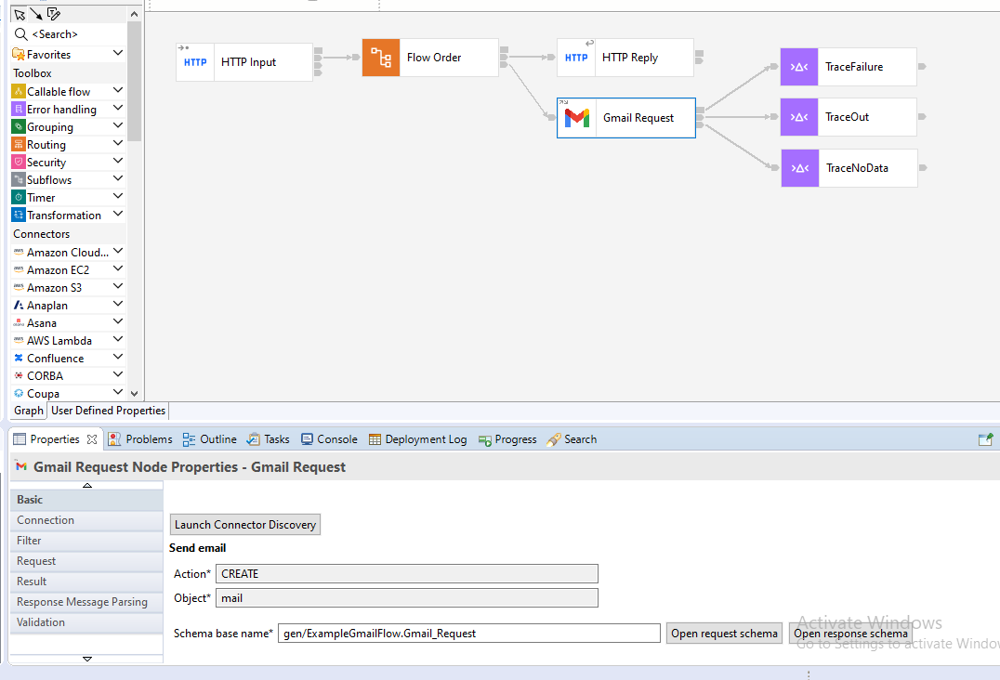 <Search>
Favorites
Toolbox
Callable flow
Error handling
Grouping
Routing
Security
Subflows
Timer
Transformation
Connectors
Amazon Cloud...
Amazon EC2
Amazon S3
Anaplan
Asana
AWS Lambda
Confluence
CORBA
Coupa
HTTP HTTP Input
Flow Order
HTTP HTTP Reply
Gmail Request
TraceFailure
TraceOut
TraceNoData
Graph User Defined Properties
Properties Problems Outline Tasks Console Deployment Log Progress Search
Gmail Request Node Properties - Gmail Request
Basic
Connection
Filter
Request
Result
Response Message Parsing
Validation
Launch Connector Discovery
Send email
Action* CREATE
Object* mail
Schema base name* gen/ExampleGmailFlow.Gmail_Request Open request schema Open response schema
Activate Windows
Go to Settings to activate Windo